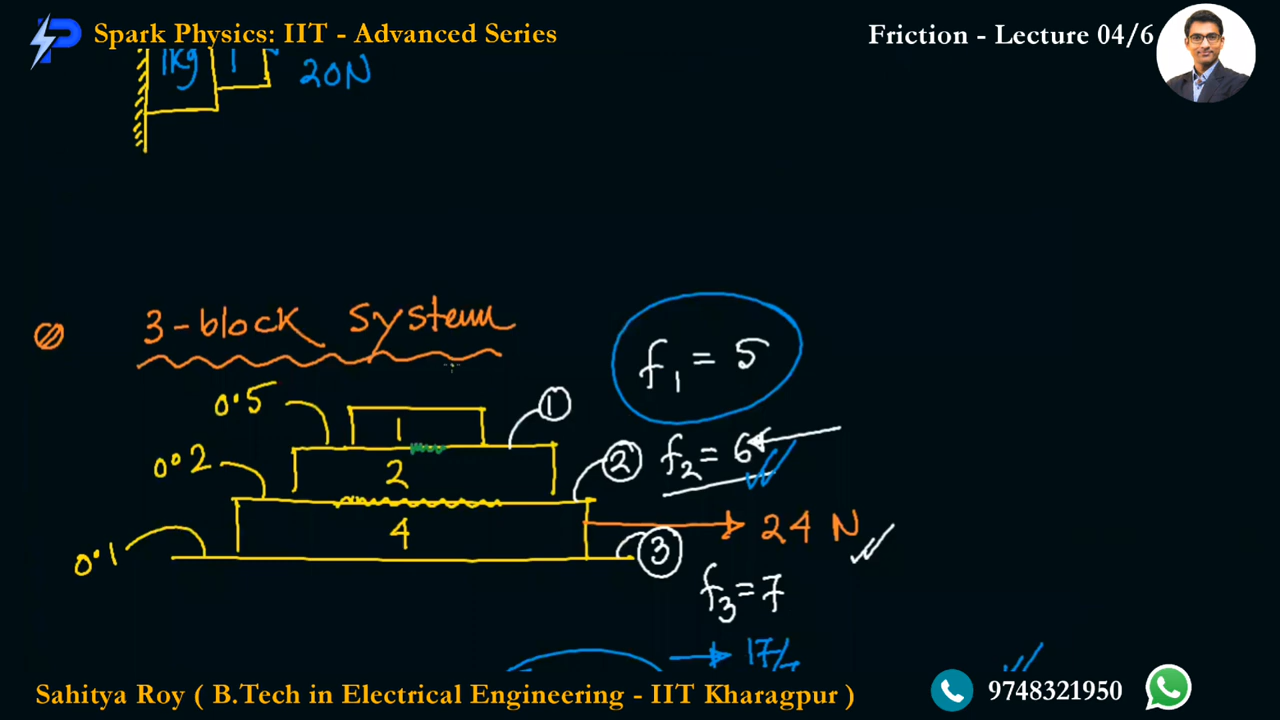 Spark Physics: IIT - Advanced Series
Friction - Lecture 04/6
1kg 1 20N
3-block system
f₁ = 5
0.5 1 ①
0.2 2 ② f₂ = 6
0.1 4 ③ 24 N
f₃ = 7
17/
Sahitya Roy ( B.Tech in Electrical Engineering - IIT Kharagpur )
9748321950